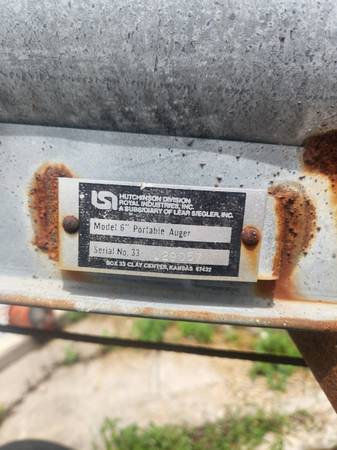 LSI
HUTCHINSON DIVISION
ROYAL INDUSTRIES, INC.
A SUBSIDIARY OF LEAR SIEGLER, INC.
Model 6" Portable Auger
Serial No. 33
BOX 33 CLAY CENTER, KANSAS 67432